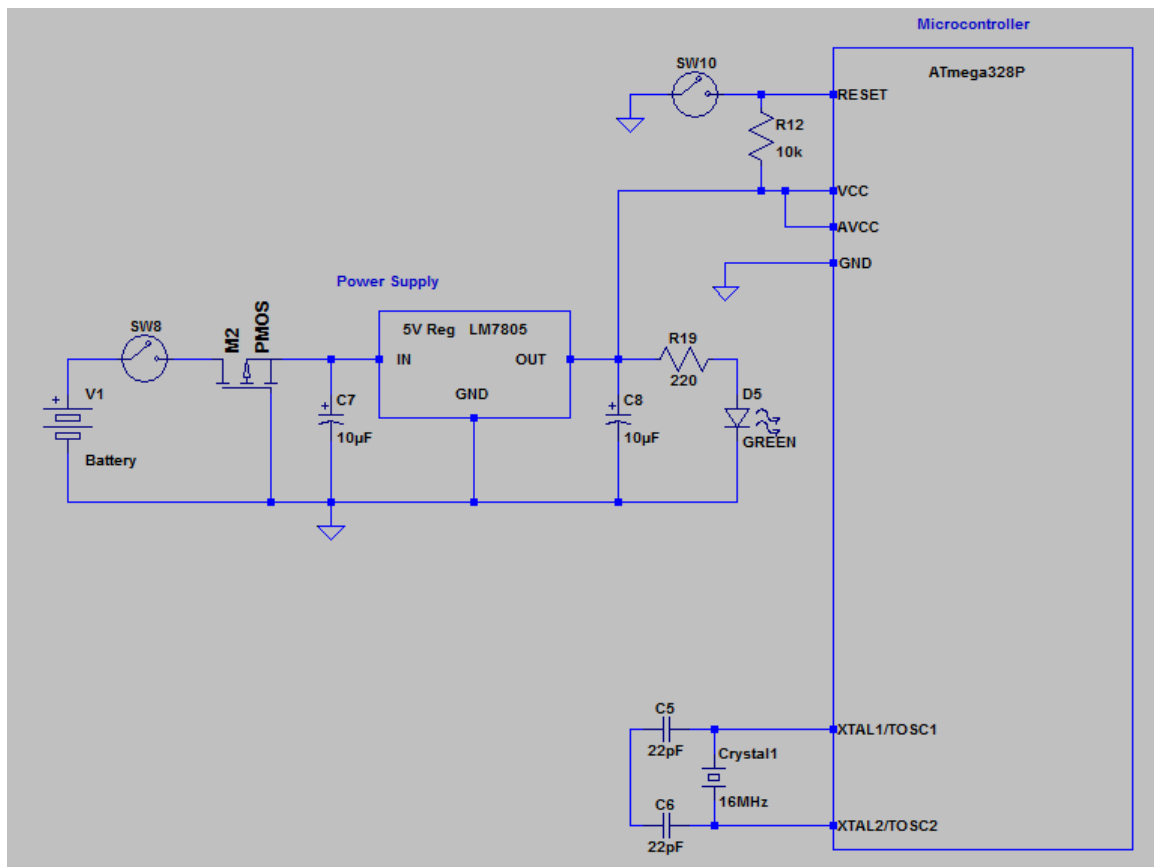 Microcontroller
ATmega328P
SW10
RESET
R12
10k
VCC
AVCC
GND
Power Supply
SW8
M2
PMOS
5V Reg LM7805
IN
OUT
GND
R19
220
V1
+
Battery
+
C7
10µF
+
C8
10µF
D5
GREEN
C5
22pF
XTAL1/TOSC1
Crystal1
16MHz
C6
22pF
XTAL2/TOSC2